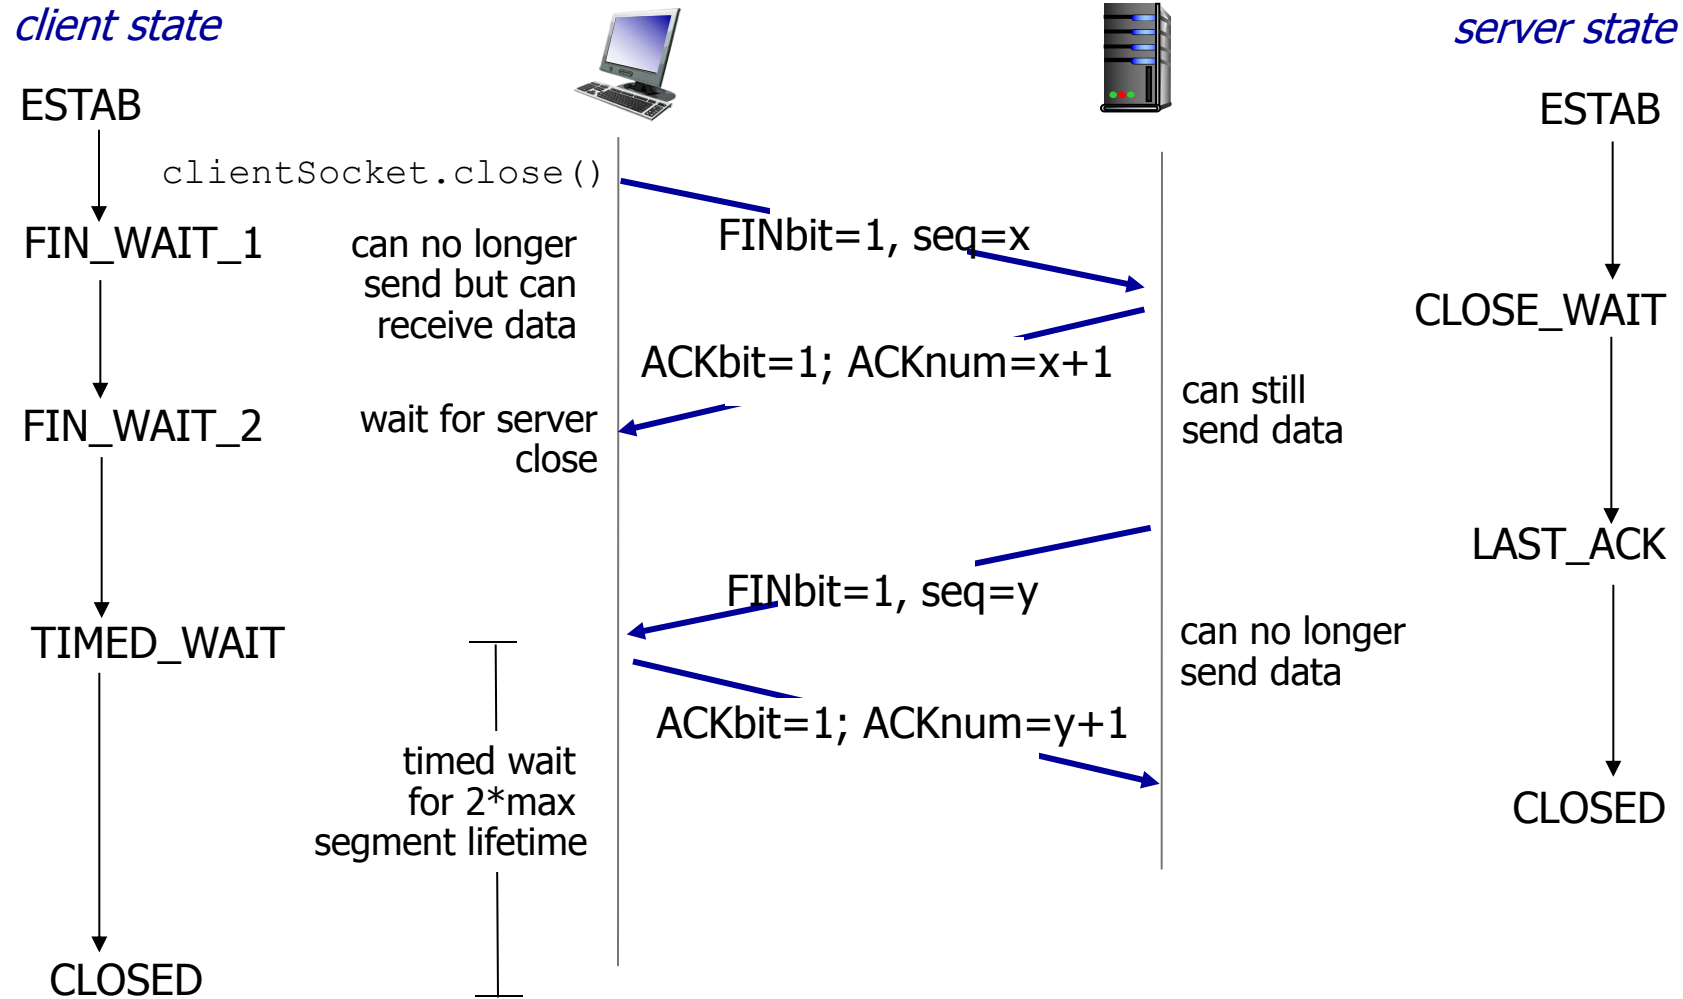 client state
server state
ESTAB
ESTAB
clientSocket.close()
FINbit=1, seq=x
FIN_WAIT_1
can no longer
send but can
receive data
CLOSE_WAIT
ACKbit=1; ACKnum=x+1
can still
send data
FIN_WAIT_2
wait for server
close
LAST_ACK
FINbit=1, seq=y
can no longer
send data
TIMED_WAIT
ACKbit=1; ACKnum=y+1
timed wait
for 2*max
segment lifetime
CLOSED
CLOSED